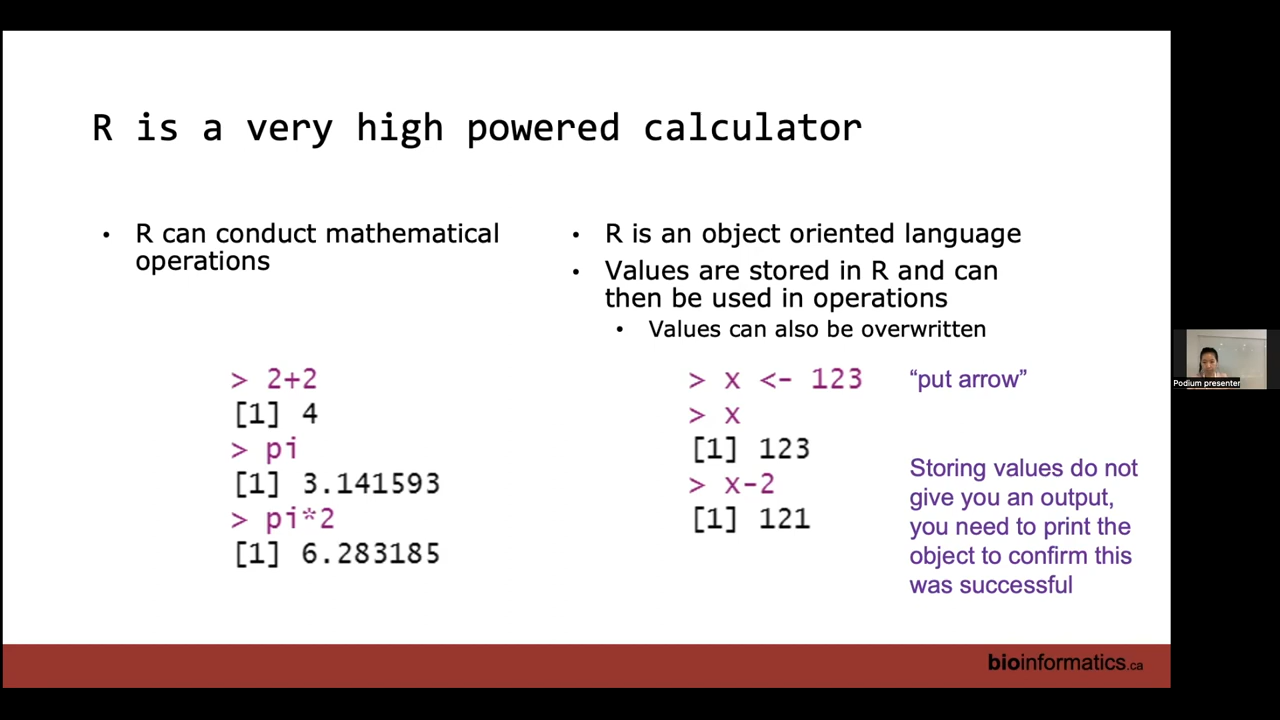 R is a very high powered calculator
• R can conduct mathematical
operations
> 2+2
[1] 4
> pi
[1] 3.141593
> pi*2
[1] 6.283185
• R is an object oriented language
• Values are stored in R and can
then be used in operations
• Values can also be overwritten
> x <- 123
> x
[1] 123
> x-2
[1] 121
“put arrow”
Storing values do not
give you an output,
you need to print the
object to confirm this
was successful
bioinformatics.ca
Podium presenter